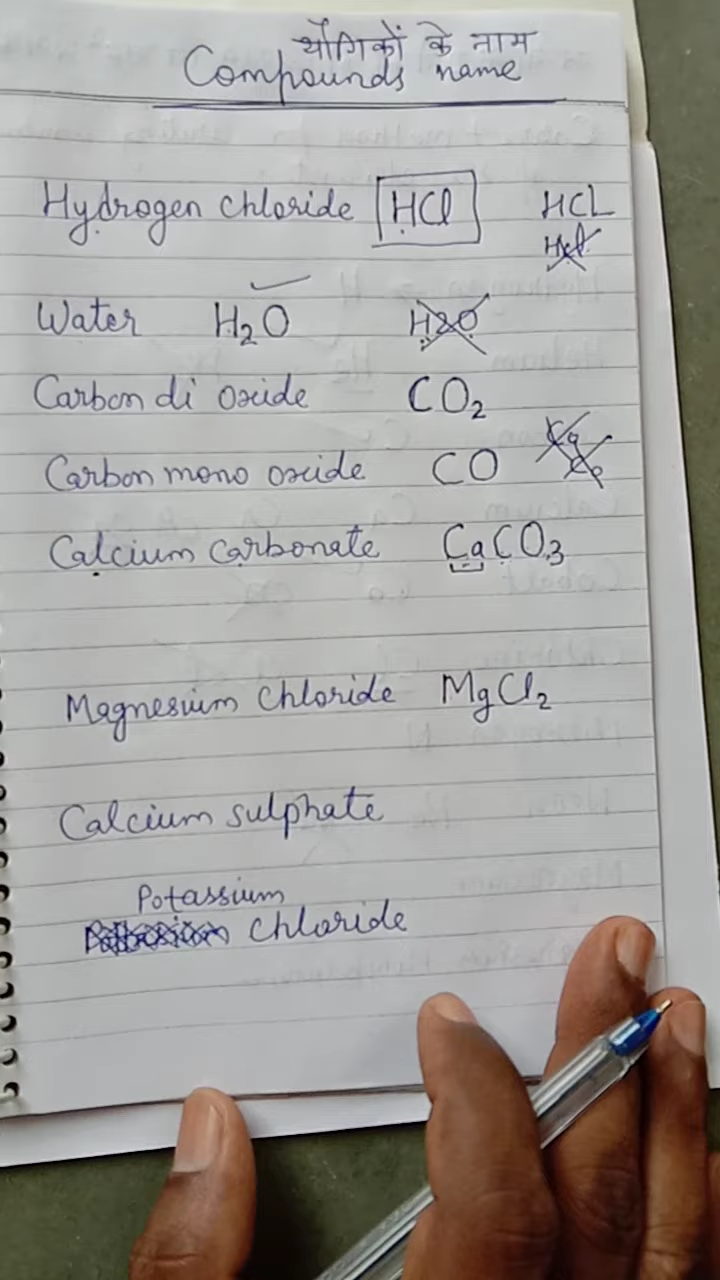 यौगिकों के नाम
Compounds name
Hydrogen chloride HCl HCL
Water H2O H2O
Carbon di oxide CO2
Carbon mono oxide CO
Calcium carbonate CaCO3
Magnesium chloride MgCl2
Calcium sulphate
Potassium
chloride